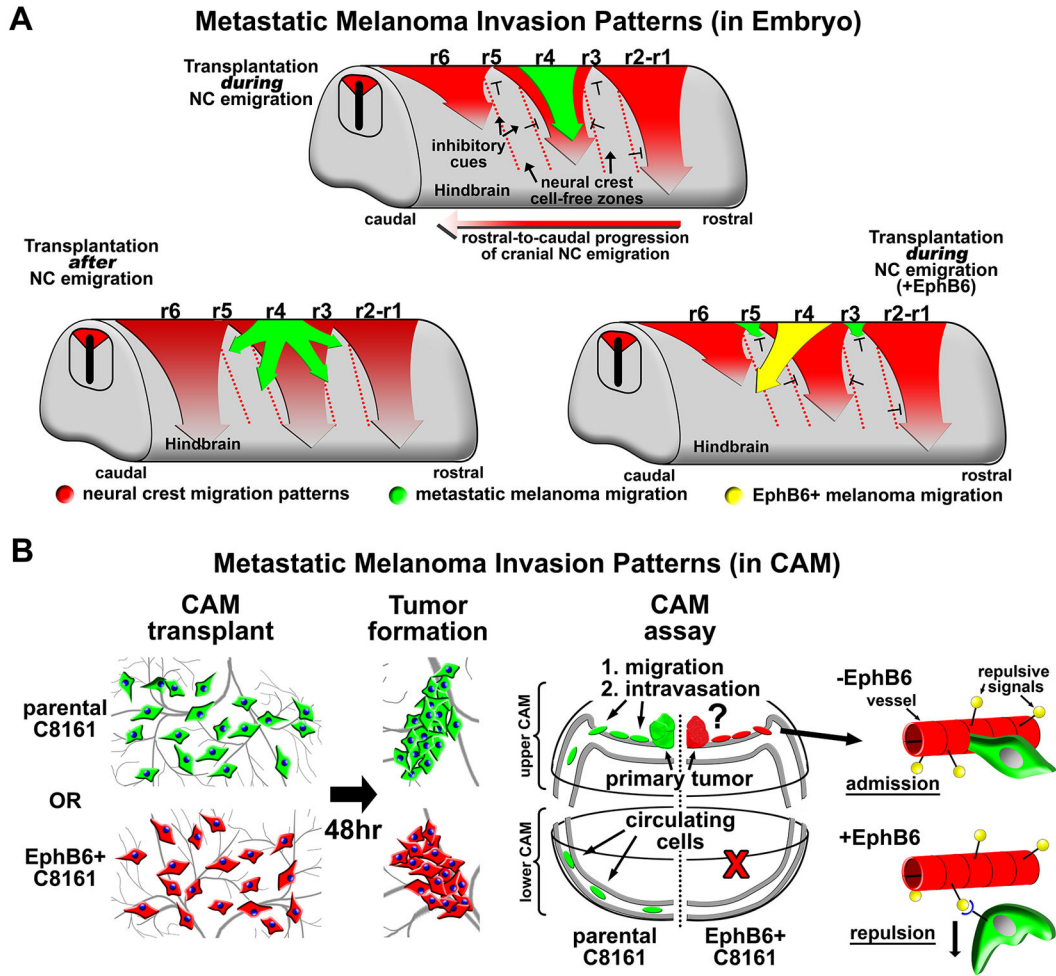 A
Metastatic Melanoma Invasion Patterns (in Embryo)
Transplantation
during
NC emigration
r6 r5 r4 r3 r2-r1
inhibitory
cues
neural crest
cell-free zones
Hindbrain
caudal
rostral
rostral-to-caudal progression
of cranial NC emigration
Transplantation
after
NC emigration
r6 r5 r4 r3 r2-r1
Hindbrain
caudal
rostral
Transplantation
during
NC emigration
(+EphB6)
r6 r5 r4 r3 r2-r1
Hindbrain
caudal
rostral
neural crest migration patterns
metastatic melanoma migration
EphB6+ melanoma migration
B
Metastatic Melanoma Invasion Patterns (in CAM)
CAM
transplant
Tumor
formation
CAM
assay
parental
C8161
OR
EphB6+
C8161
48hr
1. migration
2. intravasation
?
upper CAM
primary tumor
lower CAM
circulating
cells
X
parental
C8161
EphB6+
C8161
-EphB6
vessel
repulsive
signals
admission
+EphB6
repulsion